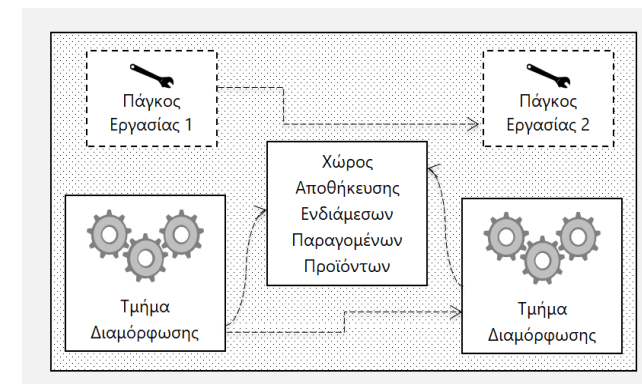 Πάγκος
Εργασίας 1
Πάγκος
Εργασίας 2
Χώρος
Αποθήκευσης
Ενδιάμεσων
Παραγομένων
Προϊόντων
Τμήμα
Διαμόρφωσης
Τμήμα
Διαμόρφωσης